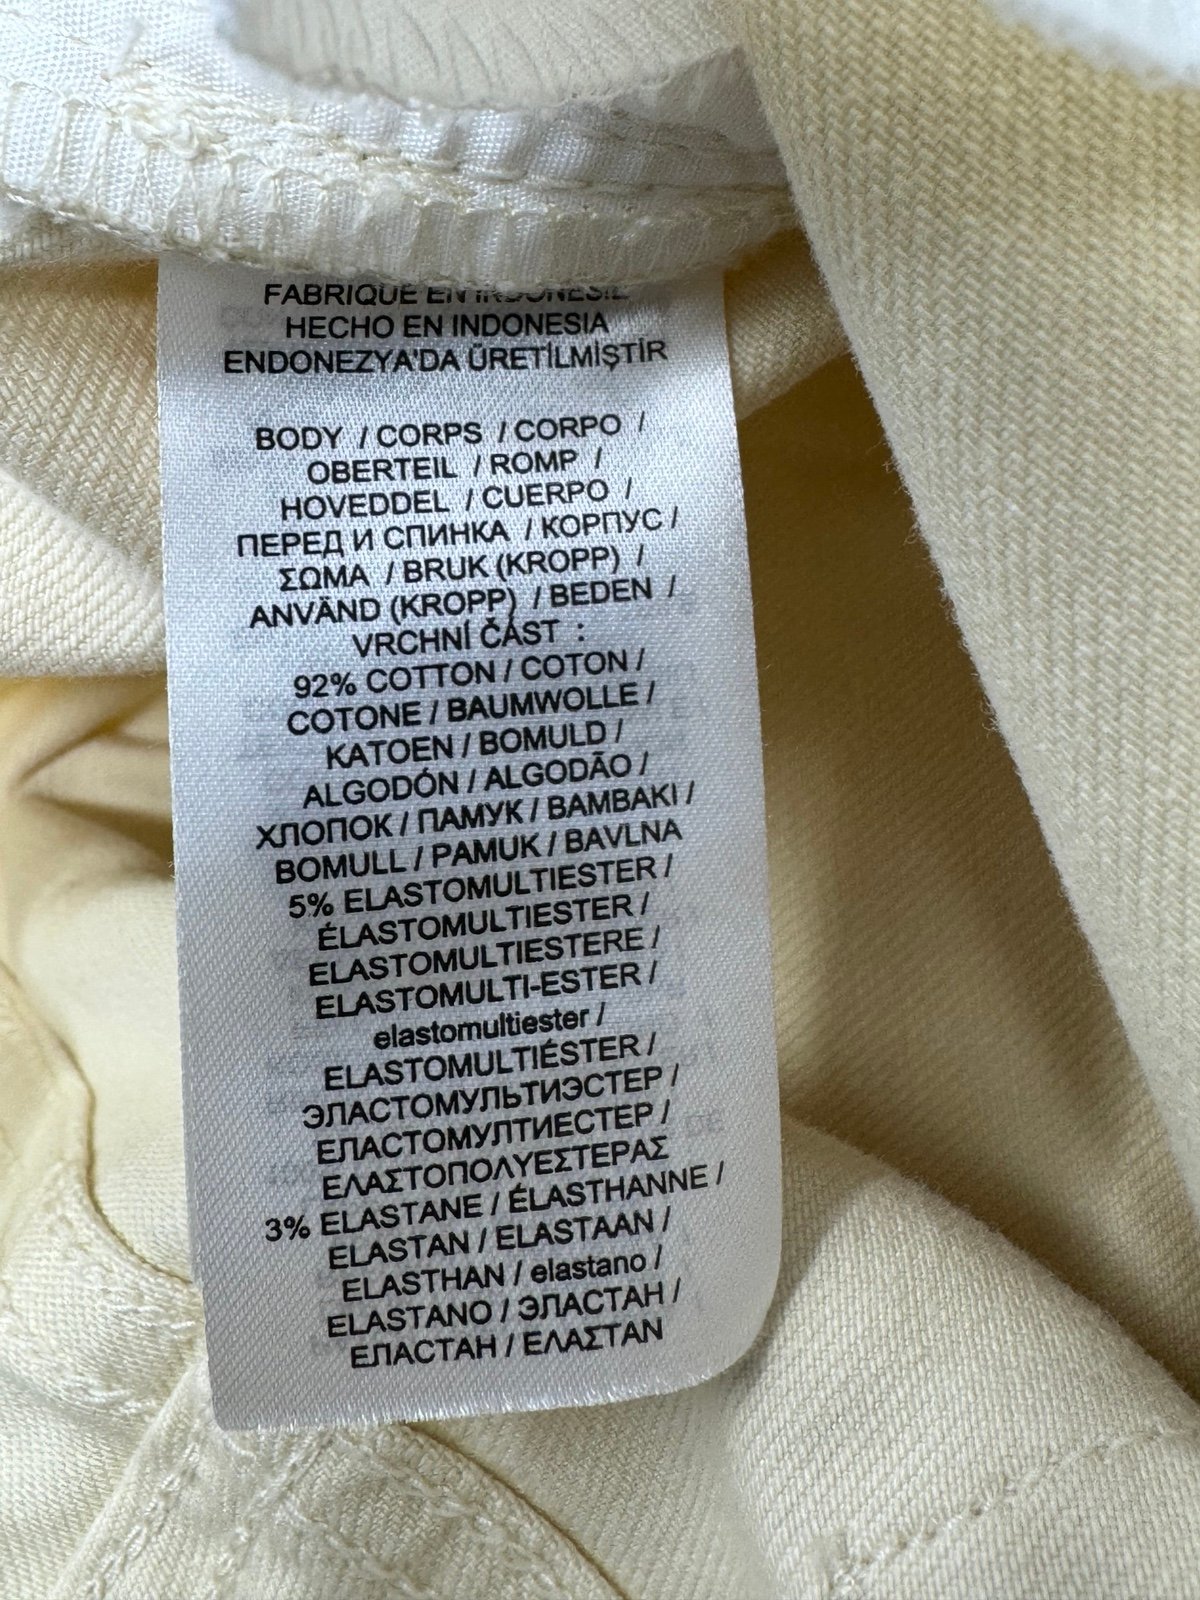 FABRIQUÉ EN INDONÉSIE
HECHO EN INDONESIA
ENDONEZYA'DA ÜRETİLMİŞTİR
BODY / CORPS / CORPO /
OBERTEIL / ROMP /
HOVEDDEL / CUERPO /
ПЕРЕД И СПИНКА / КОРПУС /
ΣΩΜΑ / BRUK (KROPP) /
ANVÄND (KROPP) / BEDEN /
VRCHNÍ ČÁST :
92% COTTON / COTON /
COTONE / BAUMWOLLE /
KATOEN / BOMULD /
ALGODÓN / ALGODÃO /
ХЛОПОК / ПАМУК / ΒΑΜΒΑΚΙ /
BOMULL / PAMUK / BAVLNA
5% ELASTOMULTIESTER /
ÉLASTOMULTIESTER /
ELASTOMULTIESTERE /
ELASTOMULTI-ESTER /
elastomultiester /
ELASTOMULTIÉSTER /
ЭЛАСТОМУЛЬТИЭСТЕР /
ЕЛАСТОМУЛТИЕСТЕР /
ΕΛΑΣΤΟΠΟΛΥΕΣΤΕΡΑΣ
3% ELASTANE / ÉLASTHANNE /
ELASTAN / ELASTAAN /
ELASTHAN / elastano /
ELASTANO / ЭЛАСТАН /
ЕЛАСТАН / ΕΛΑΣΤΑΝ